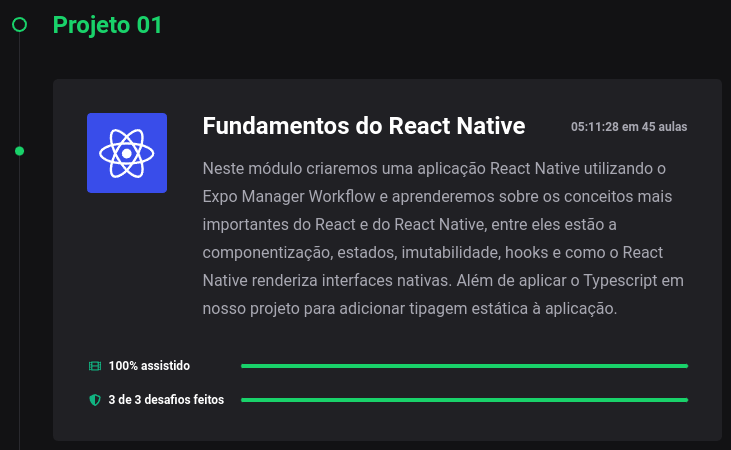 Projeto 01
Fundamentos do React Native
05:11:28 em 45 aulas
Neste módulo criaremos uma aplicação React Native utilizando o
Expo Manager Workflow e aprenderemos sobre os conceitos mais
importantes do React e do React Native, entre eles estão a
componentização, estados, imutabilidade, hooks e como o React
Native renderiza interfaces nativas. Além de aplicar o Typescript em
nosso projeto para adicionar tipagem estática à aplicação.
100% assistido
3 de 3 desafios feitos